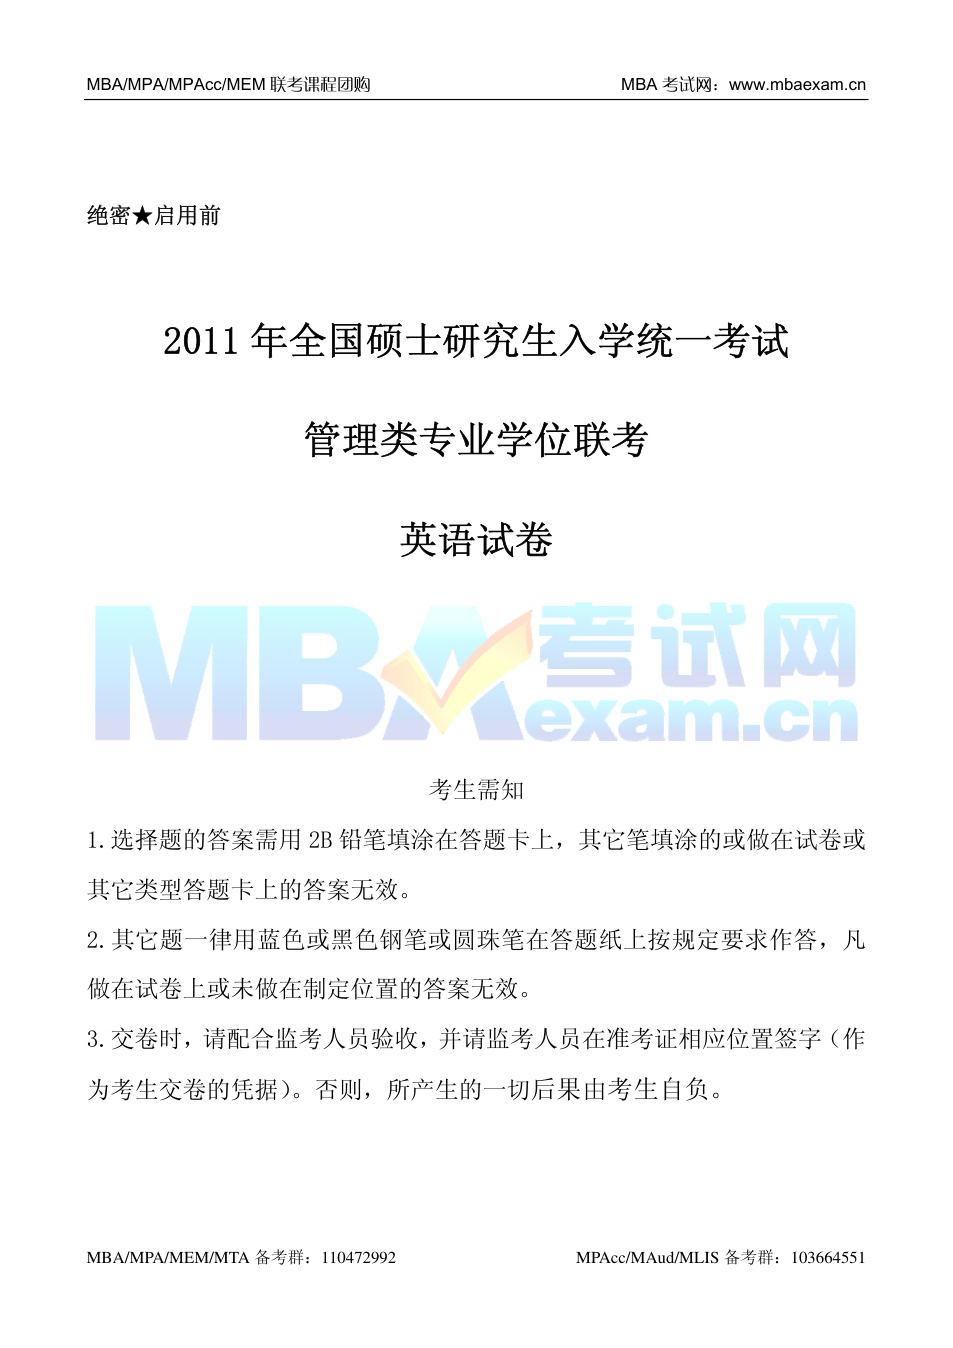 MBA/MPA/MPAcc/MEM 联考课程团购 MBA 考试网：www.mbaexam.cn
绝密★启用前
2011 年全国硕士研究生入学统一考试
管理类专业学位联考
英语试卷
MBA考试网
exam.cn
考生需知
1.选择题的答案需用 2B 铅笔填涂在答题卡上，其它笔填涂的或做在试卷或
其它类型答题卡上的答案无效。
2.其它题一律用蓝色或黑色钢笔或圆珠笔在答题纸上按规定要求作答，凡
做在试卷上或未做在制定位置的答案无效。
3.交卷时，请配合监考人员验收，并请监考人员在准考证相应位置签字（作
为考生交卷的凭据）。否则，所产生的一切后果由考生自负。
MBA/MPA/MEM/MTA 备考群：110472992 MPAcc/MAud/MLIS 备考群：103664551